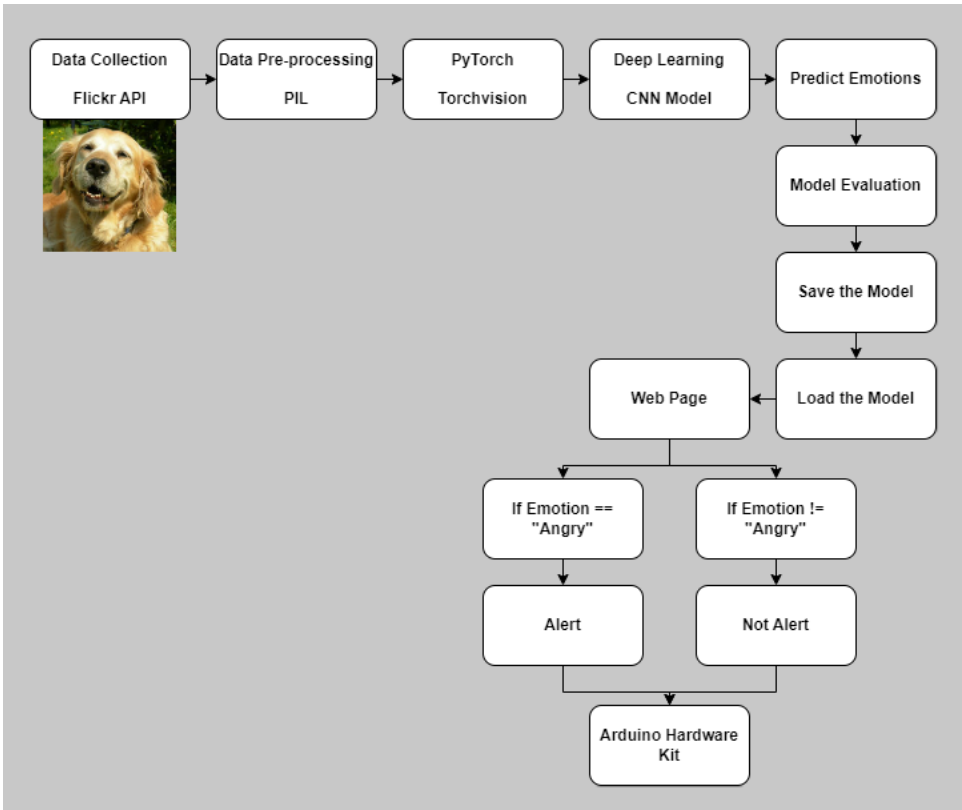 Data Collection
Flickr API
Data Pre-processing
PIL
PyTorch
Torchvision
Deep Learning
CNN Model
Predict Emotions
Model Evaluation
Save the Model
Load the Model
Web Page
If Emotion ==
"Angry"
If Emotion !=
"Angry"
Alert
Not Alert
Arduino Hardware
Kit